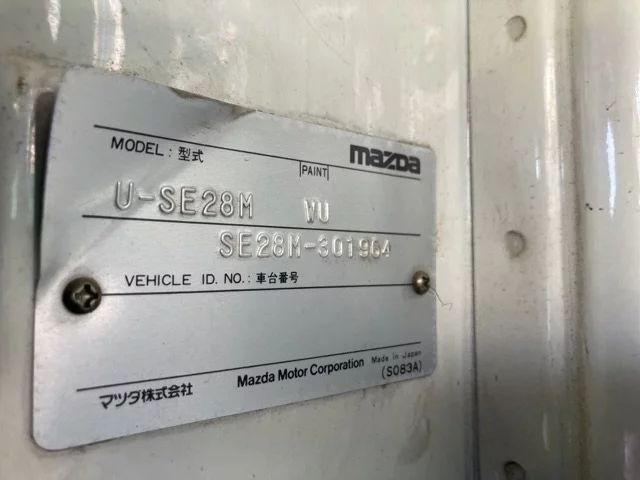 mazda
MODEL : 型式
PAINT
U-SE28M VU
SE28M-301964
VEHICLE ID. NO. : 車台番号
マツダ株式会社 Mazda Motor Corporation Made in Japan
(S083A)